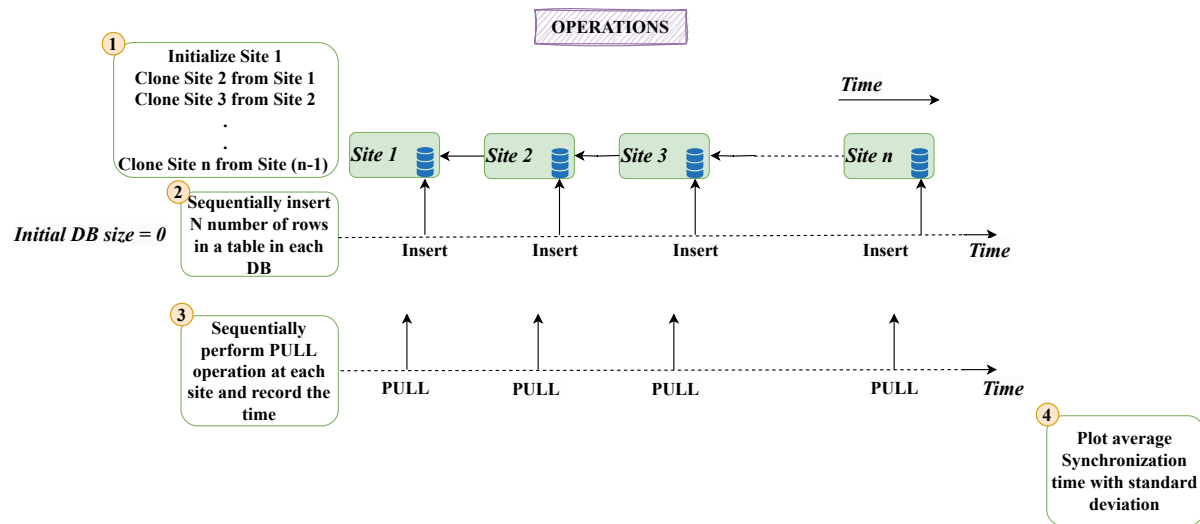 OPERATIONS
1
Initialize Site 1
Clone Site 2 from Site 1
Clone Site 3 from Site 2
.
.
Clone Site n from Site (n-1)
Time
Site 1
Site 2
Site 3
Site n
2
Sequentially insert
N number of rows
in a table in each
DB
Initial DB size = 0
Insert
Insert
Insert
Insert
Time
3
Sequentially
perform PULL
operation at each
site and record the
time
PULL
PULL
PULL
PULL
Time
4
Plot average
Synchronization
time with standard
deviation